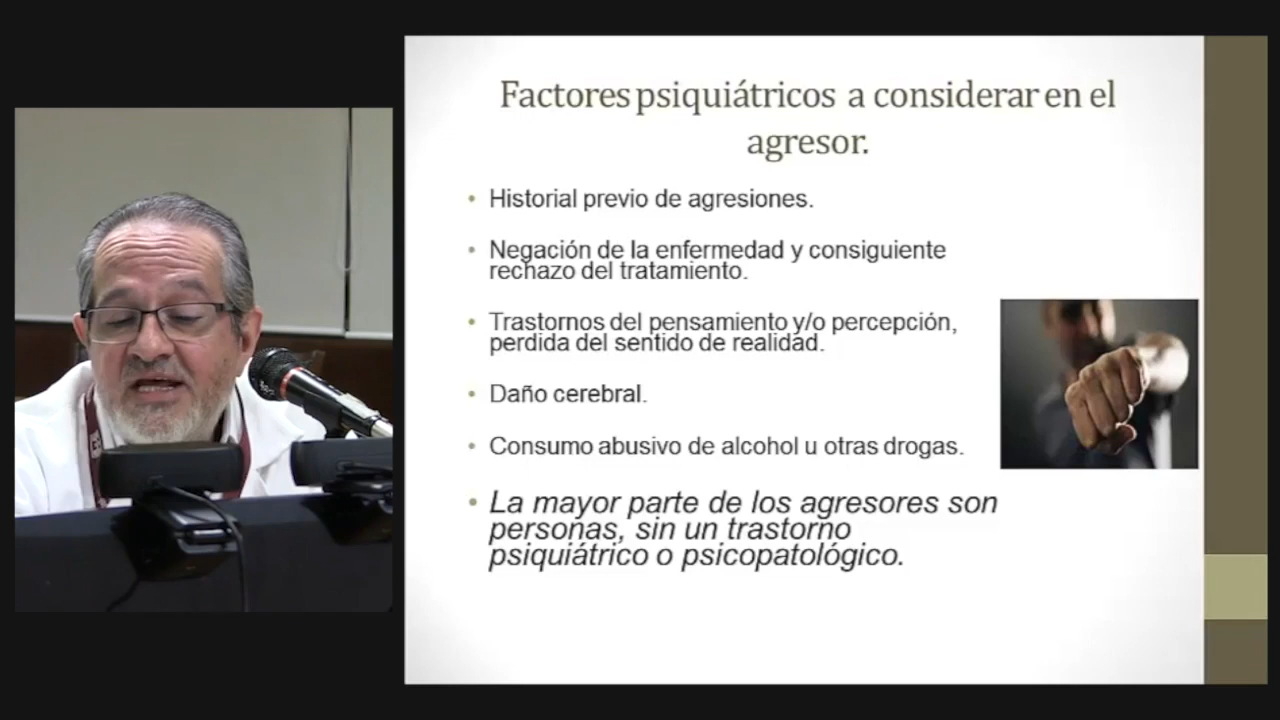 Factores psiquiátricos a considerar en el
agresor.
• Historial previo de agresiones.
• Negación de la enfermedad y consiguiente
rechazo del tratamiento.
• Trastornos del pensamiento y/o percepción,
perdida del sentido de realidad.
• Daño cerebral.
• Consumo abusivo de alcohol u otras drogas.
• La mayor parte de los agresores son
personas, sin un trastorno
psiquiátrico o psicopatológico.